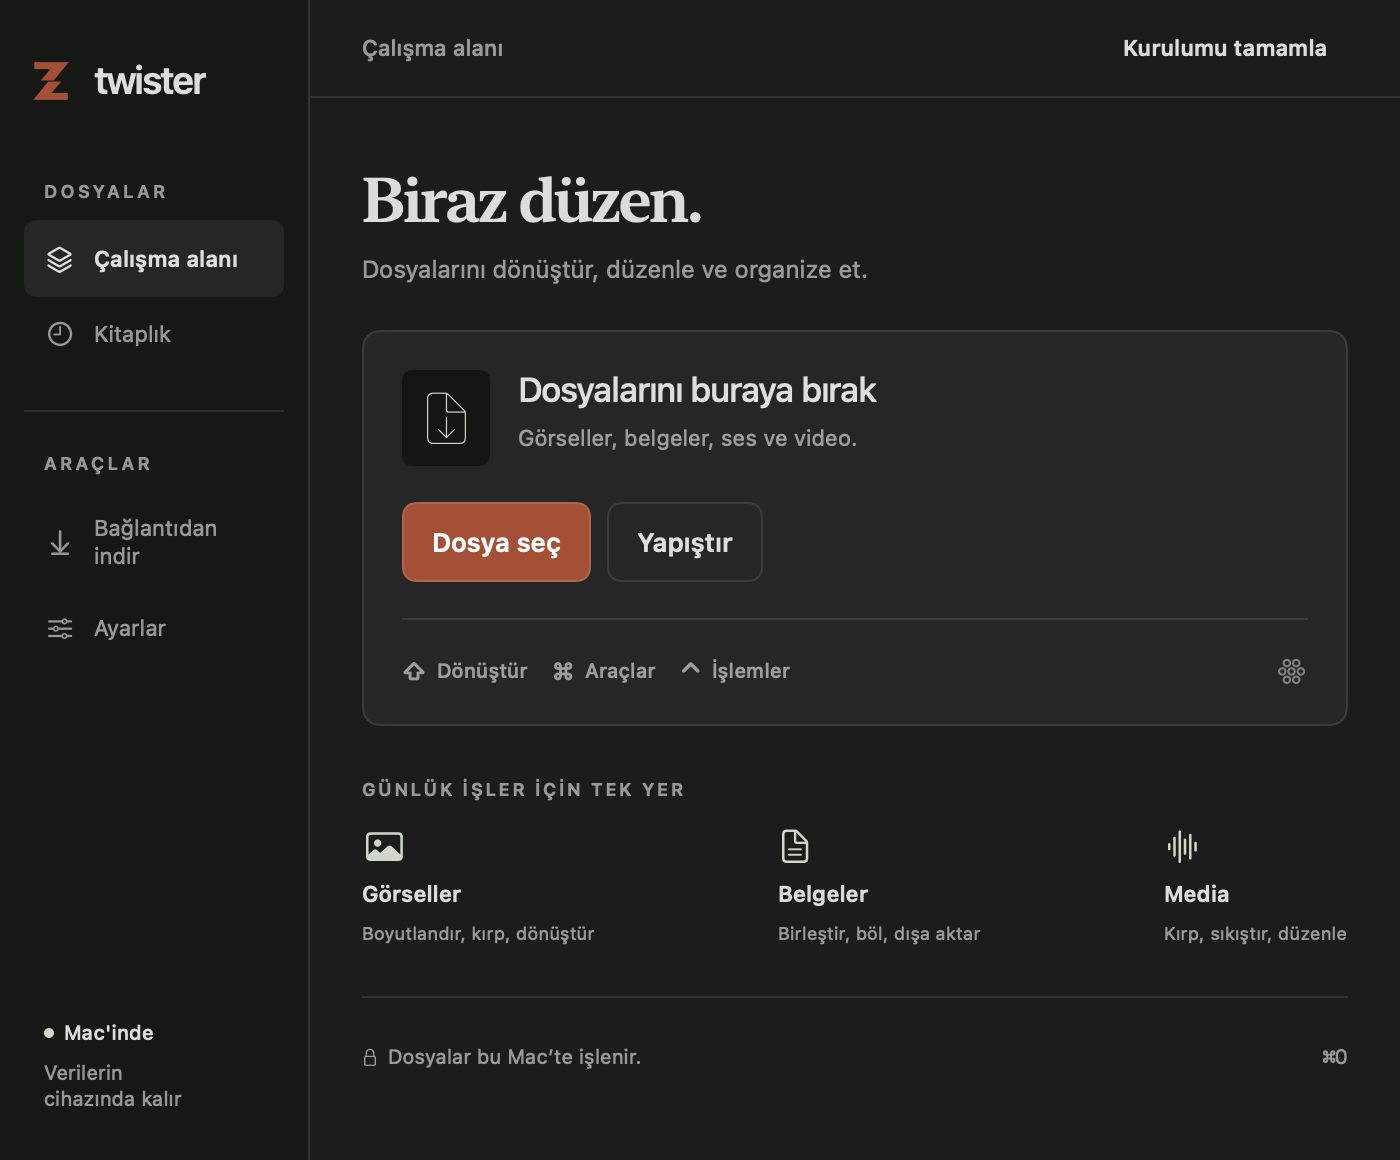 twister
DOSYALAR
Çalışma alanı
Kitaplık
ARAÇLAR
Bağlantıdan
indir
Ayarlar
Mac'inde
Verilerin
cihazında kalır
Çalışma alanı
Kurulumu tamamla
Biraz düzen.
Dosyalarını dönüştür, düzenle ve organize et.
Dosyalarını buraya bırak
Görseller, belgeler, ses ve video.
Dosya seç
Yapıştır
Dönüştür
⌘ Araçlar
İşlemler
GÜNLÜK İŞLER İÇİN TEK YER
Görseller
Boyutlandır, kırp, dönüştür
Belgeler
Birleştir, böl, dışa aktar
Media
Kırp, sıkıştır, düzenle
Dosyalar bu Mac’te işlenir.
⌘O